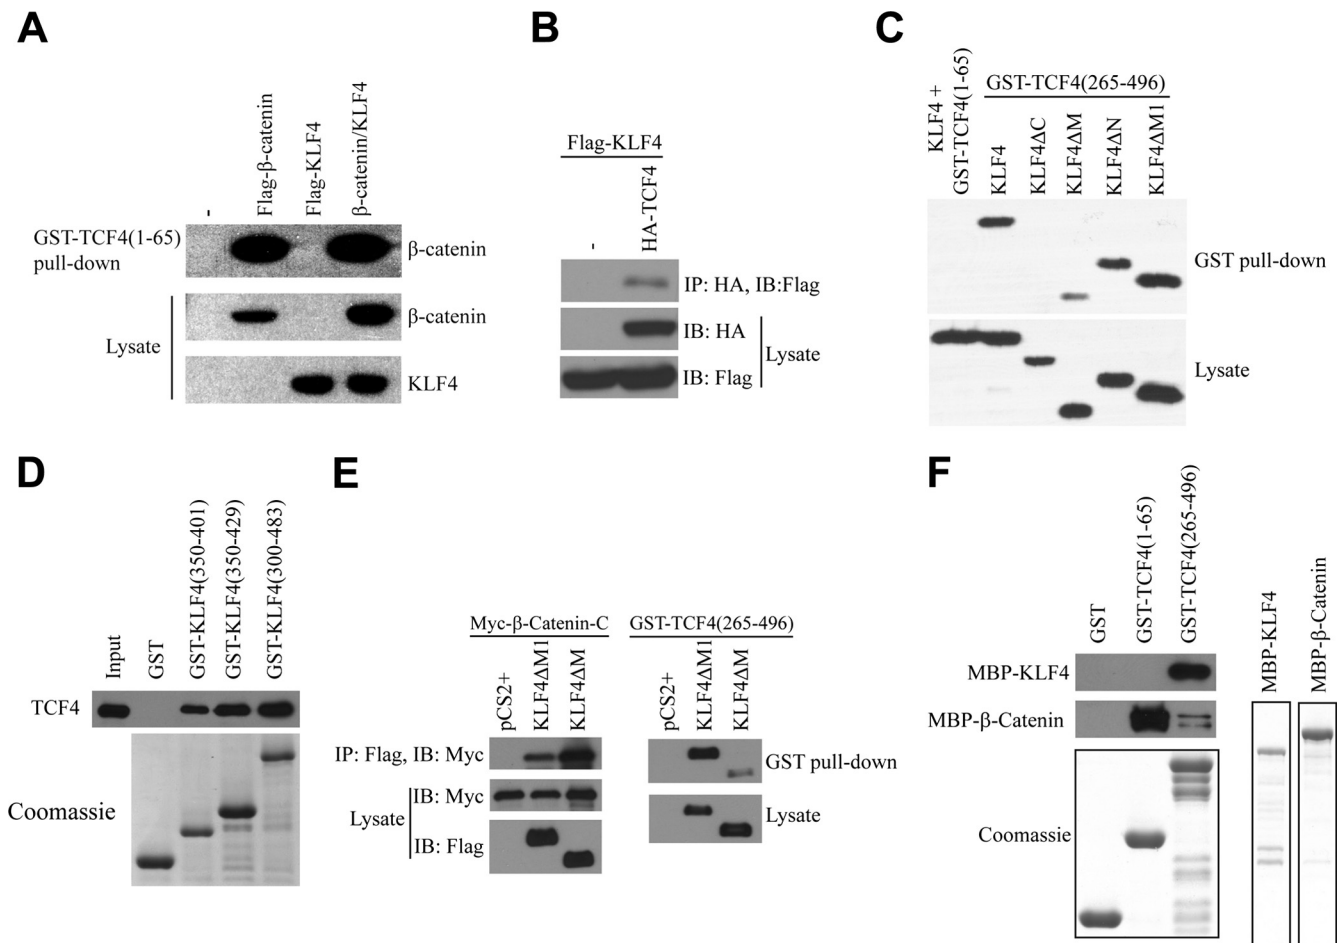 A
-
Flag-β-catenin
Flag-KLF4
β-catenin/KLF4
GST-TCF4(1-65)
pull-down
β-catenin
β-catenin
Lysate
KLF4
B
Flag-KLF4
-
HA-TCF4
IP: HA, IB:Flag
IB: HA
Lysate
IB: Flag
C
KLF4 +
GST-TCF4(1-65)
GST-TCF4(265-496)
KLF4
KLF4ΔC
KLF4ΔM
KLF4ΔN
KLF4ΔM1
GST pull-down
Lysate
D
Input
GST
GST-KLF4(350-401)
GST-KLF4(350-429)
GST-KLF4(300-483)
TCF4
Coomassie
E
Myc-β-Catenin-C
pCS2+
KLF4ΔM1
KLF4ΔM
IP: Flag, IB: Myc
IB: Myc
Lysate
IB: Flag
GST-TCF4(265-496)
pCS2+
KLF4ΔM1
KLF4ΔM
GST pull-down
Lysate
F
GST
GST-TCF4(1-65)
GST-TCF4(265-496)
MBP-KLF4
MBP-β-Catenin
Coomassie
MBP-KLF4
MBP-β-Catenin